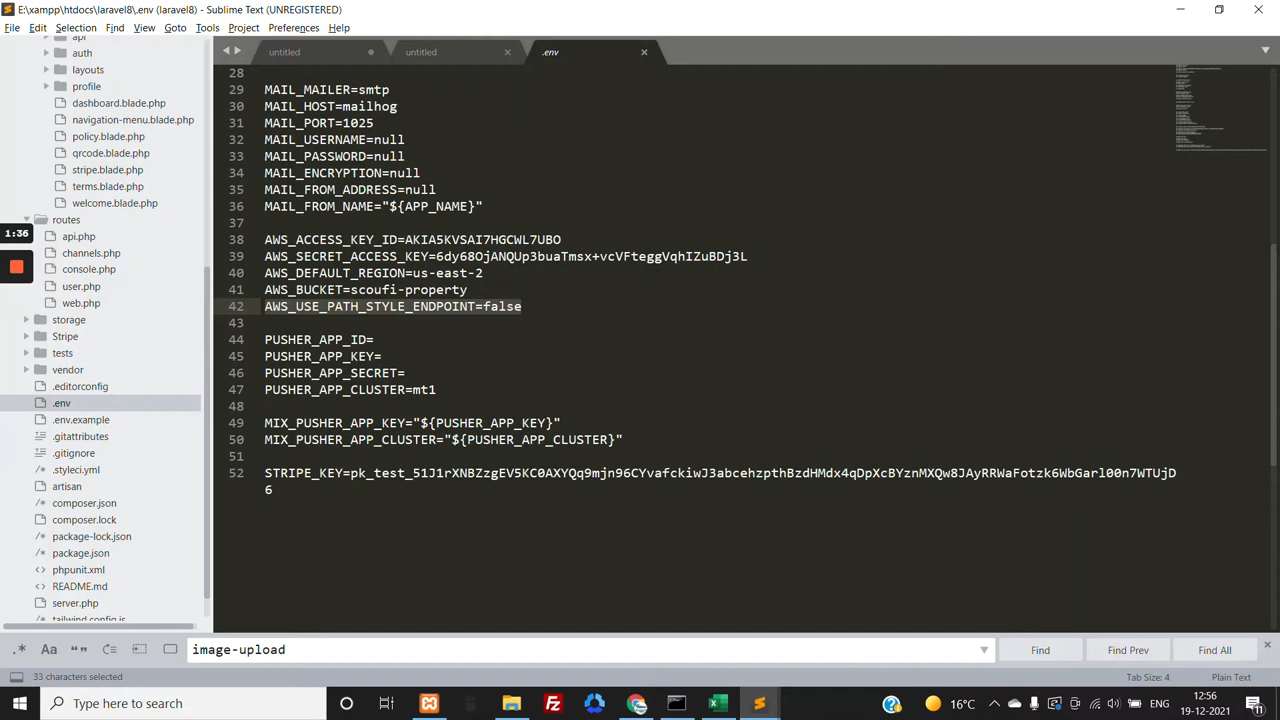 E:\xampp\htdocs\laravel8\.env (laravel8) - Sublime Text (UNREGISTERED)
File Edit Selection Find View Goto Tools Project Preferences Help
api
auth
layouts
profile
dashboard.blade.php
navigation-menu.blade.php
policy.blade.php
qrcode.blade.php
stripe.blade.php
terms.blade.php
welcome.blade.php
routes
api.php
channels.php
console.php
user.php
web.php
storage
Stripe
tests
vendor
.editorconfig
.env
.env.example
.gitattributes
.gitignore
.styleci.yml
artisan
composer.json
composer.lock
package-lock.json
package.json
phpunit.xml
README.md
server.php
tailwind.config.js
1:36
untitled untitled .env
28
29 MAIL_MAILER=smtp
30 MAIL_HOST=mailhog
31 MAIL_PORT=1025
32 MAIL_USERNAME=null
33 MAIL_PASSWORD=null
34 MAIL_ENCRYPTION=null
35 MAIL_FROM_ADDRESS=null
36 MAIL_FROM_NAME="${APP_NAME}"
37
38 AWS_ACCESS_KEY_ID=AKIA5KVSAI7HGCWL7UBO
39 AWS_SECRET_ACCESS_KEY=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
40 AWS_DEFAULT_REGION=us-east-2
41 AWS_BUCKET=scoufi-property
42 AWS_USE_PATH_STYLE_ENDPOINT=false
43
44 PUSHER_APP_ID=
45 PUSHER_APP_KEY=
46 PUSHER_APP_SECRET=
47 PUSHER_APP_CLUSTER=mt1
48
49 MIX_PUSHER_APP_KEY="${PUSHER_APP_KEY}"
50 MIX_PUSHER_APP_CLUSTER="${PUSHER_APP_CLUSTER}"
51
52 STRIPE_KEY=pk_test_51J1rXNBZzgEV5KC0AXYQq9mjn96CYvafckiwJ3abcehzpthBzdHMdx4qDpXcBYznMXQw8JAyRRWaFotzk6WbGarl00n7WTUjD
6
.* Aa “” image-upload Find Find Prev Find All
33 characters selected Tab Size: 4 Plain Text
Type here to search 16°C ENG 12:56
19-12-2021 11